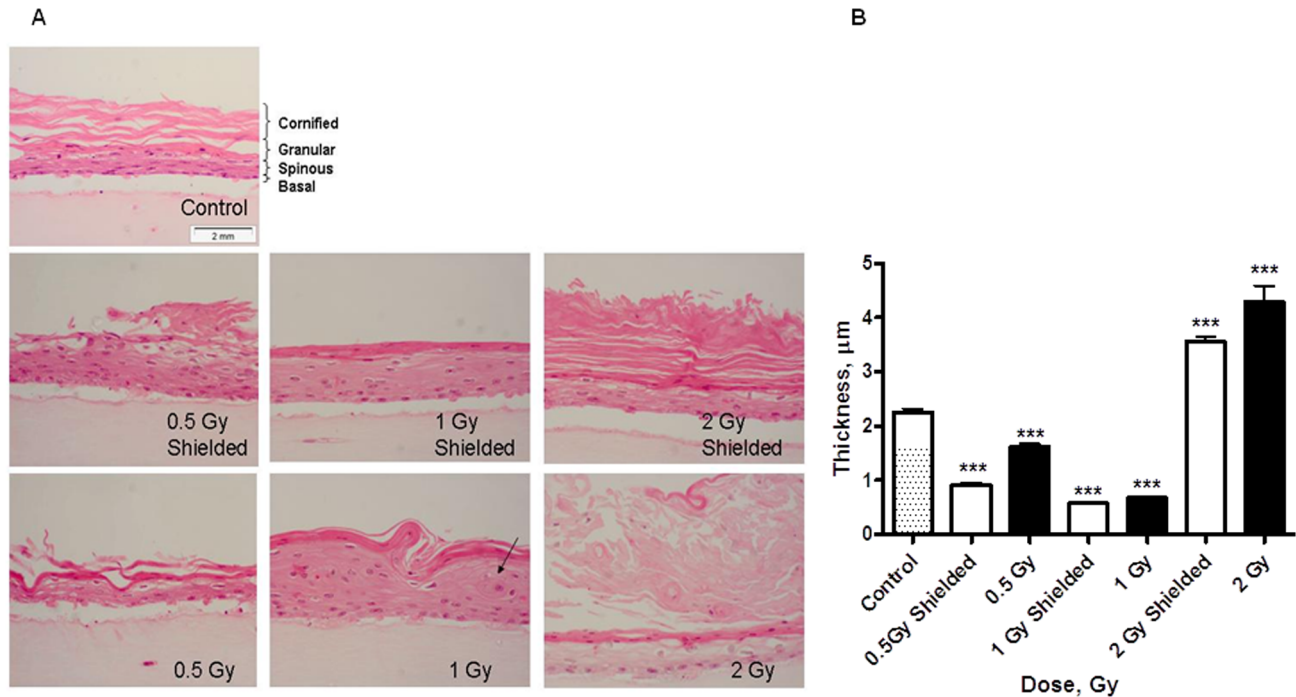 A
B
Cornified
Granular
Spinous
Basal
Control
2 mm
0.5 Gy
Shielded
1 Gy
Shielded
2 Gy
Shielded
0.5 Gy
1 Gy
2 Gy
5
4
3
2
1
0
Thickness, µm
***
***
***
***
***
***
Control
0.5Gy Shielded
0.5 Gy
1 Gy Shielded
1 Gy
2 Gy Shielded
2 Gy
Dose, Gy